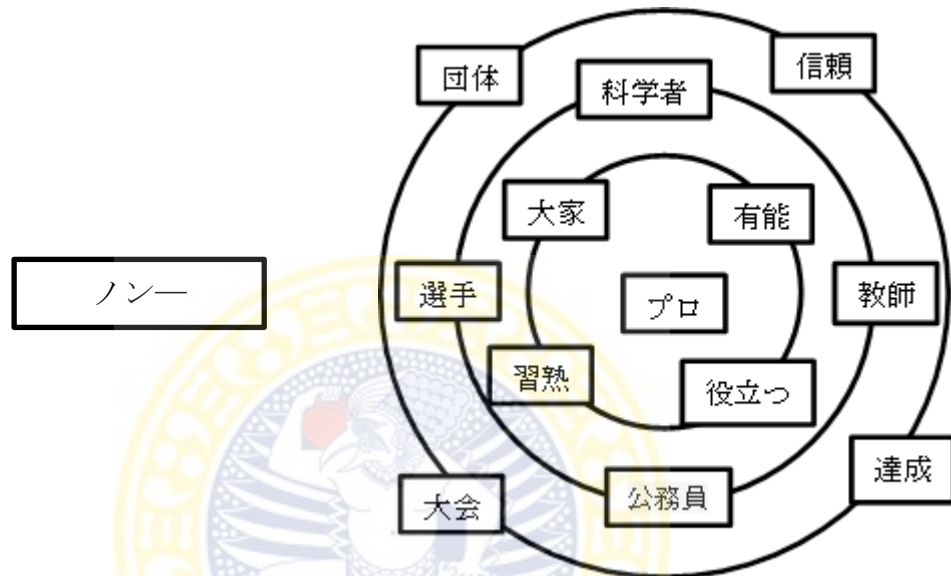 団体
信頼
科学者
大家
有能
ノン―
選手
プロ
教師
習熟
役立つ
達成
大会
公務員